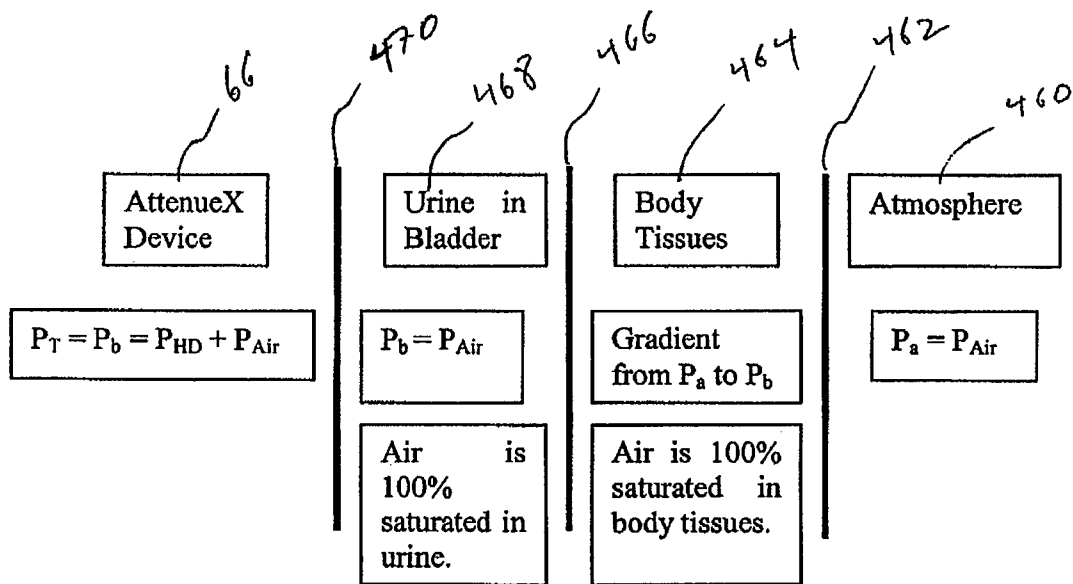 66
470
468
466
464
462
460
AttenueX
Device
Urine in
Bladder
Body
Tissues
Atmosphere
P_T = P_b = P_HD + P_Air
P_b = P_Air
Gradient
from P_a to P_b
P_a = P_Air
Air is
100%
saturated in
urine.
Air is 100%
saturated in
body tissues.